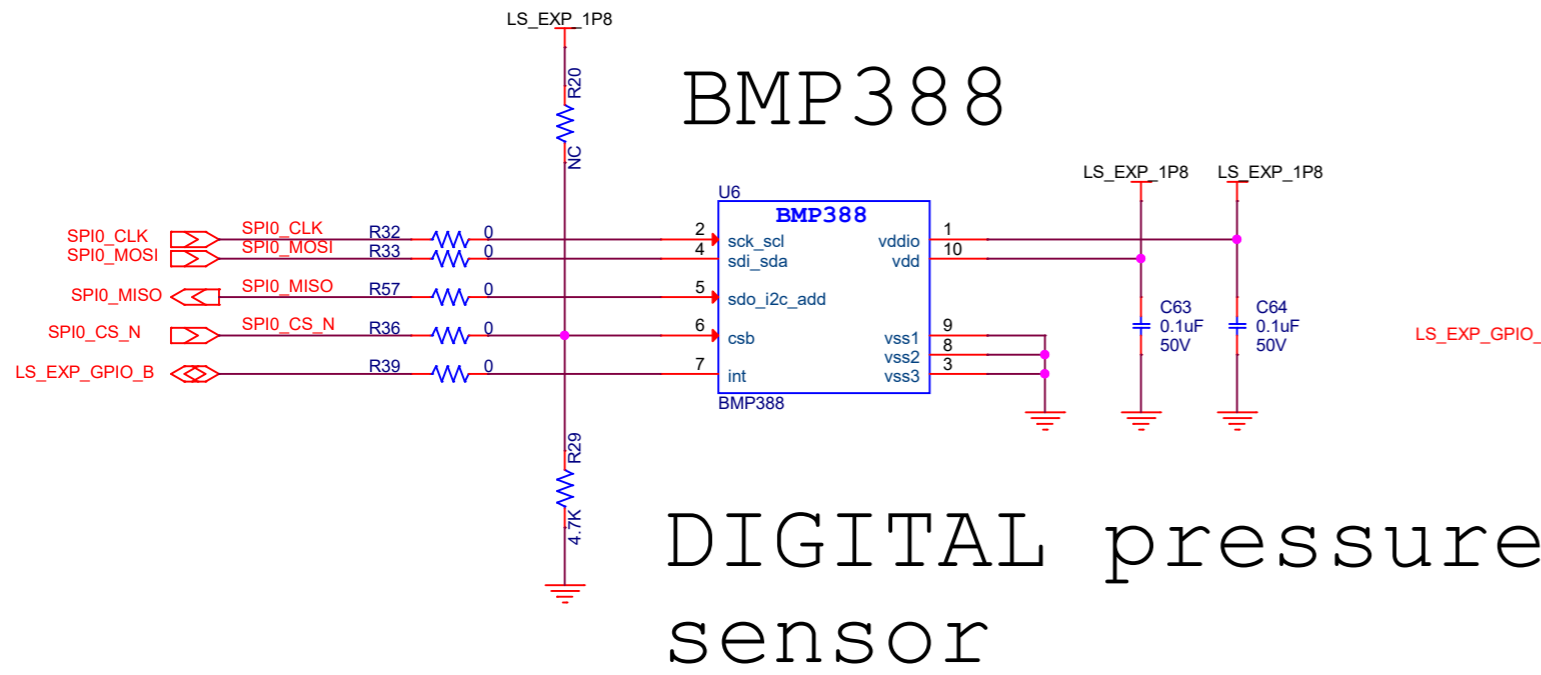 LS_EXP_1P8
R20
NC
BMP388
LS_EXP_1P8 LS_EXP_1P8
U6
BMP388
SPI0_CLK SPI0_CLK R32 0 2 sck_scl vddio 1
SPI0_MOSI SPI0_MOSI R33 0 4 sdi_sda vdd 10
SPI0_MISO SPI0_MISO R57 0 5 sdo_i2c_add
SPI0_CS_N SPI0_CS_N R36 0 6 csb vss1 9
vss2 8
LS_EXP_GPIO_B R39 0 7 int vss3 3
BMP388
C63
0.1uF
50V
C64
0.1uF
50V
LS_EXP_GPIO_
R29
4.7K
DIGITAL pressure
sensor